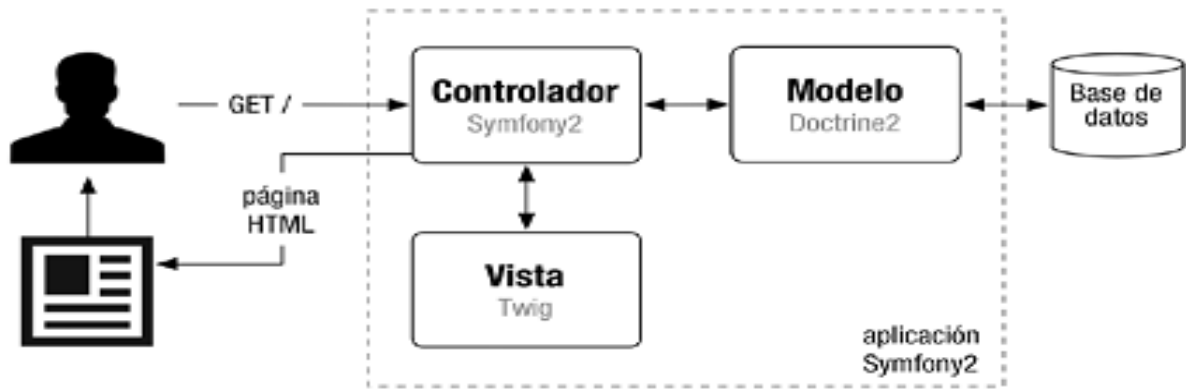 GET /
Controlador
Symfony2
Modelo
Doctrine2
Base de
datos
página
HTML
Vista
Twig
aplicación
Symfony2